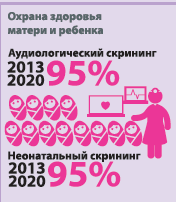 Охрана здоровья
матери и ребенка
Аудиологический скрининг
2013
2020 95%
Неонатальный скрининг
2013
2020 95%